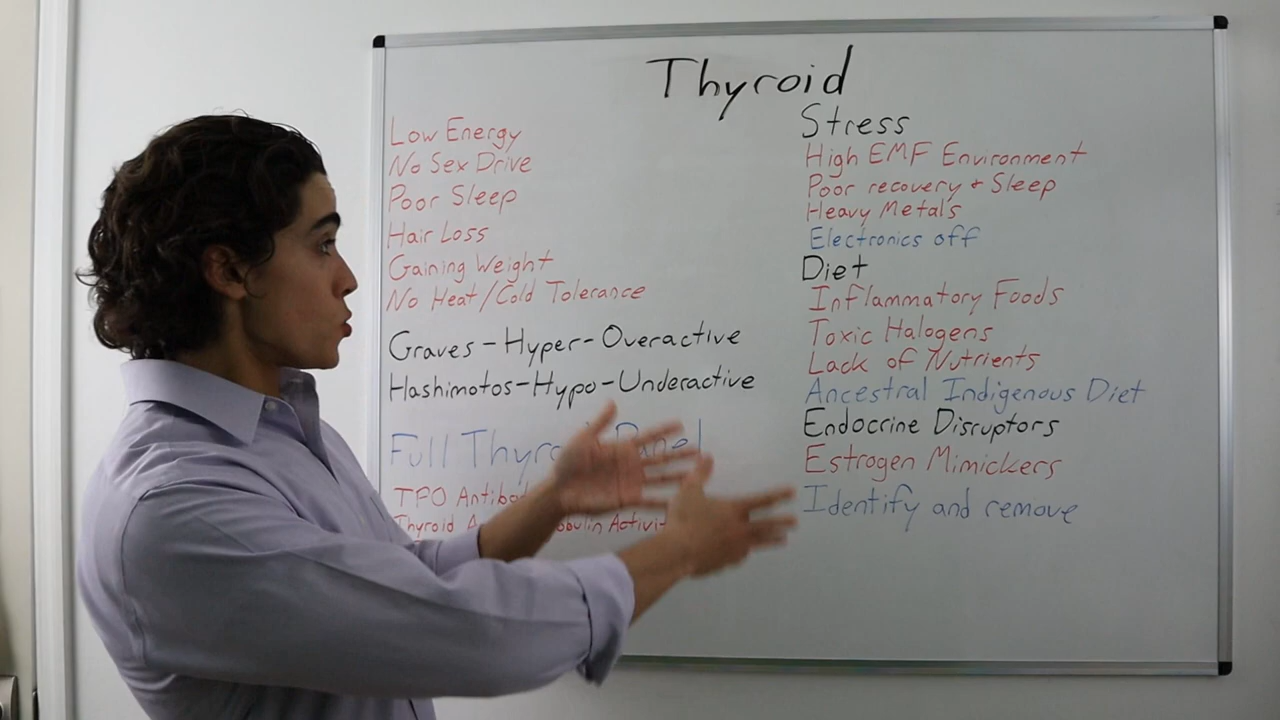 Thyroid
Low Energy
No Sex Drive
Poor Sleep
Hair Loss
Gaining Weight
No Heat/Cold Tolerance
Graves - Hyper - Overactive
Hashimotos - Hypo - Underactive
Full Panel
TPO
Thyroid
Stress
High EMF Environment
Poor recovery & Sleep
Heavy Metals
Electronics off
Diet
Inflammatory Foods
Toxic Halogens
Lack of Nutrients
Ancestral Indigenous Diet
Endocrine Disruptors
Estrogen Mimickers
Identify and remove